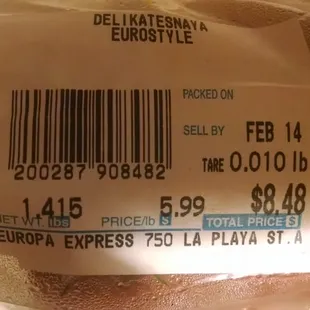 DELIKATESNAYA
EUROSTYLE
PACKED ON
SELL BY FEB 14
TARE 0.010 lb
200287 908482
1.415 5.99 $8.48
NET WT. lbs PRICE/lb $ TOTAL PRICE $
EUROPA EXPRESS 750 LA PLAYA ST.A